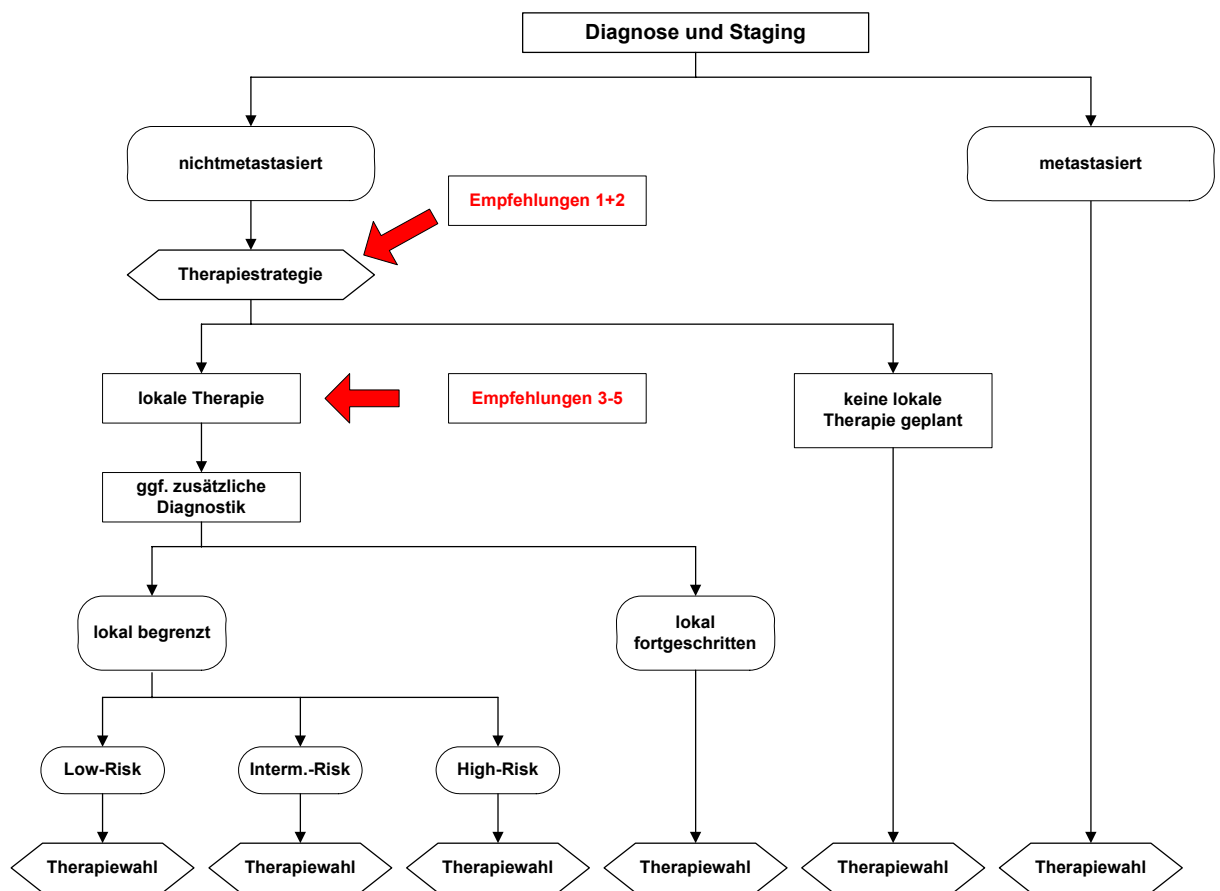 Diagnose und Staging
nichtmetastasiert
metastasiert
Empfehlungen 1+2
Therapiestrategie
lokale Therapie
Empfehlungen 3-5
keine lokale
Therapie geplant
ggf. zusätzliche
Diagnostik
lokal begrenzt
lokal
fortgeschritten
Low-Risk
Interm.-Risk
High-Risk
Therapiewahl
Therapiewahl
Therapiewahl
Therapiewahl
Therapiewahl
Therapiewahl